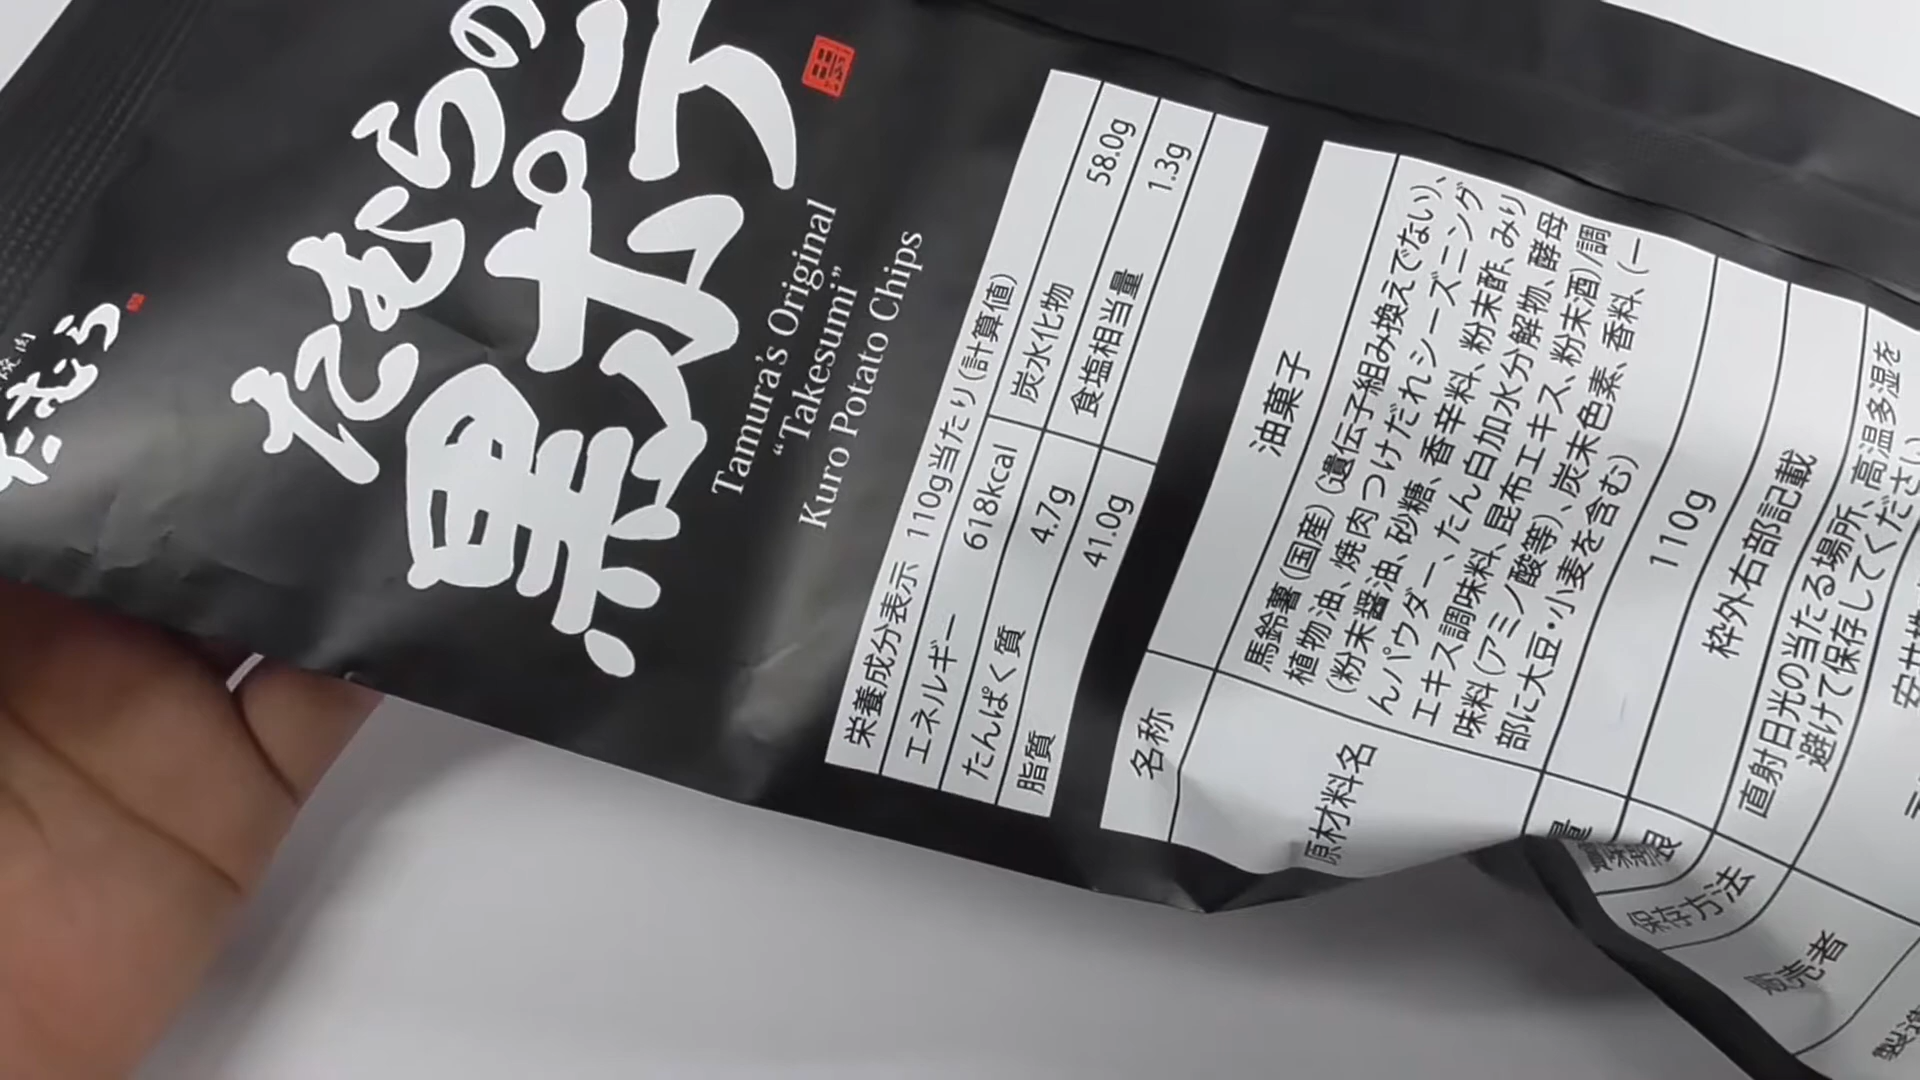 焼肉
たむら
たむらの
黒ポテ
Tamura's Original
“Takesumi”
Kuro Potato Chips
栄養成分表示 110g当たり(計算値)
エネルギー 618kcal 炭水化物 58.0g
たんぱく質 4.7g 食塩相当量 1.3g
脂質 41.0g
名称 油菓子
原材料名
馬鈴薯(国産)(遺伝子組み換えでない)、
植物油、焼肉つけだれシーズニング
(粉末醤油、砂糖、香辛料、粉末酢、みり
んパウダー、たん白加水分解物、酵母
エキス調味料、昆布エキス、粉末酒)/調
味料(アミノ酸等)、炭末色素、香料、(一
部に大豆・小麦を含む)
量 110g
賞味期限 枠外右部記載
保存方法 直射日光の当たる場所、高温多湿を
避けて保存してください
販売者
製造